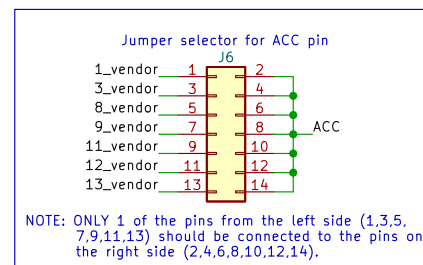 Jumper selector for ACC pin
J6
1_vendor 1 2
3_vendor 3 4
8_vendor 5 6
9_vendor 7 8 ACC
11_vendor 9 10
12_vendor 11 12
13_vendor 13 14
NOTE: ONLY 1 of the pins from the left side (1,3,5,
7,9,11,13) should be connected to the pins on
the right side (2,4,6,8,10,12,14).